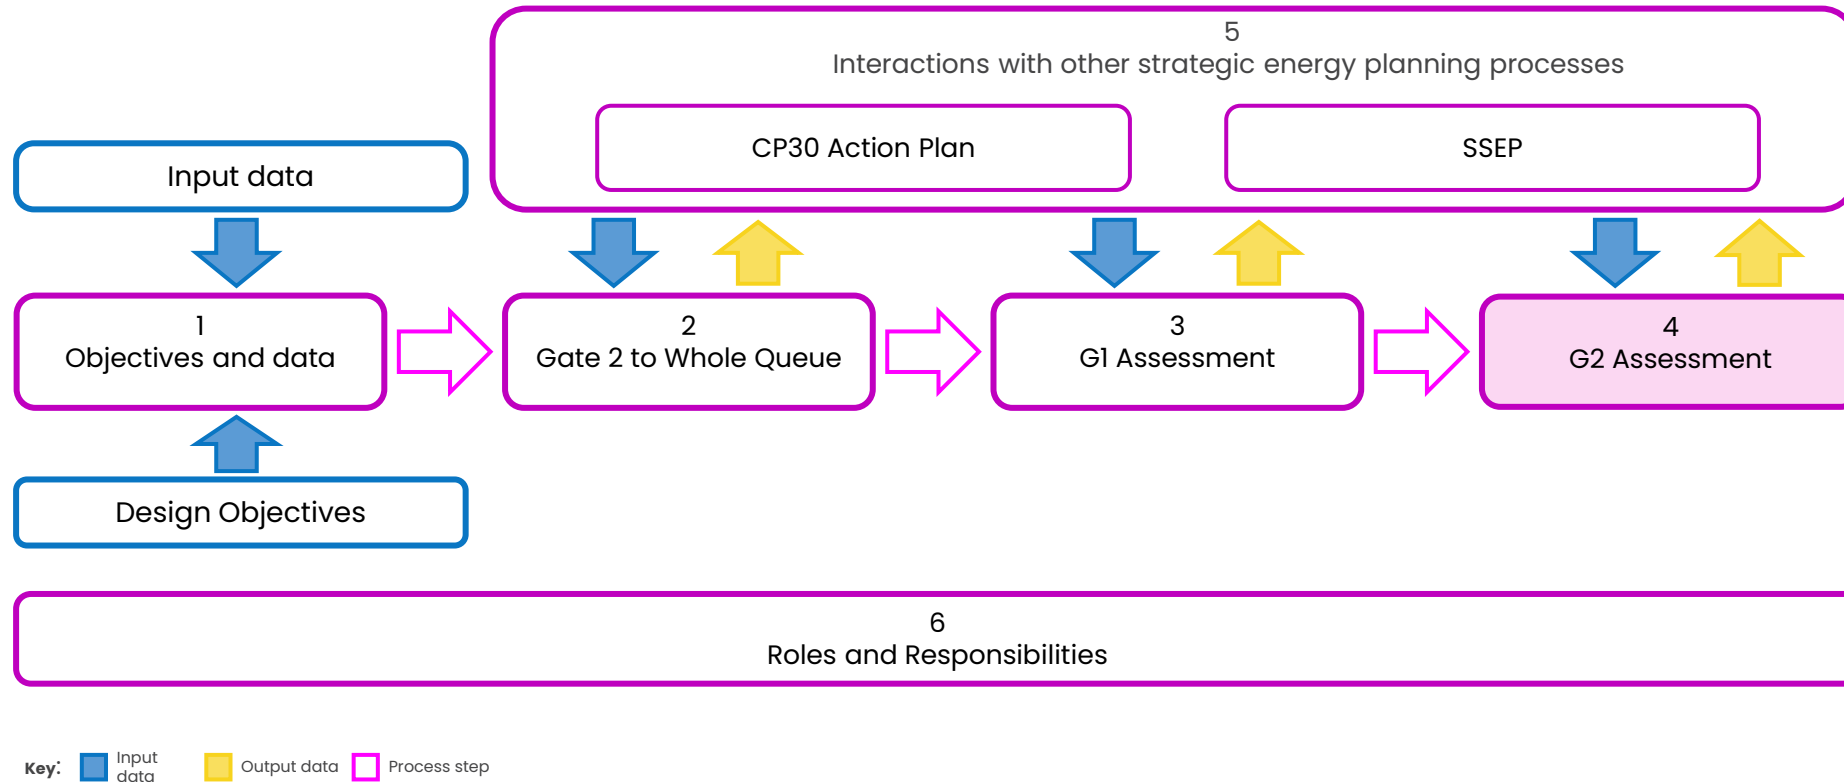 5
Interactions with other strategic energy planning processes
CP30 Action Plan
SSEP
Input data
1
Objectives and data
2
Gate 2 to Whole Queue
3
G1 Assessment
4
G2 Assessment
Design Objectives
6
Roles and Responsibilities
Key:
Input
data
Output data
Process step